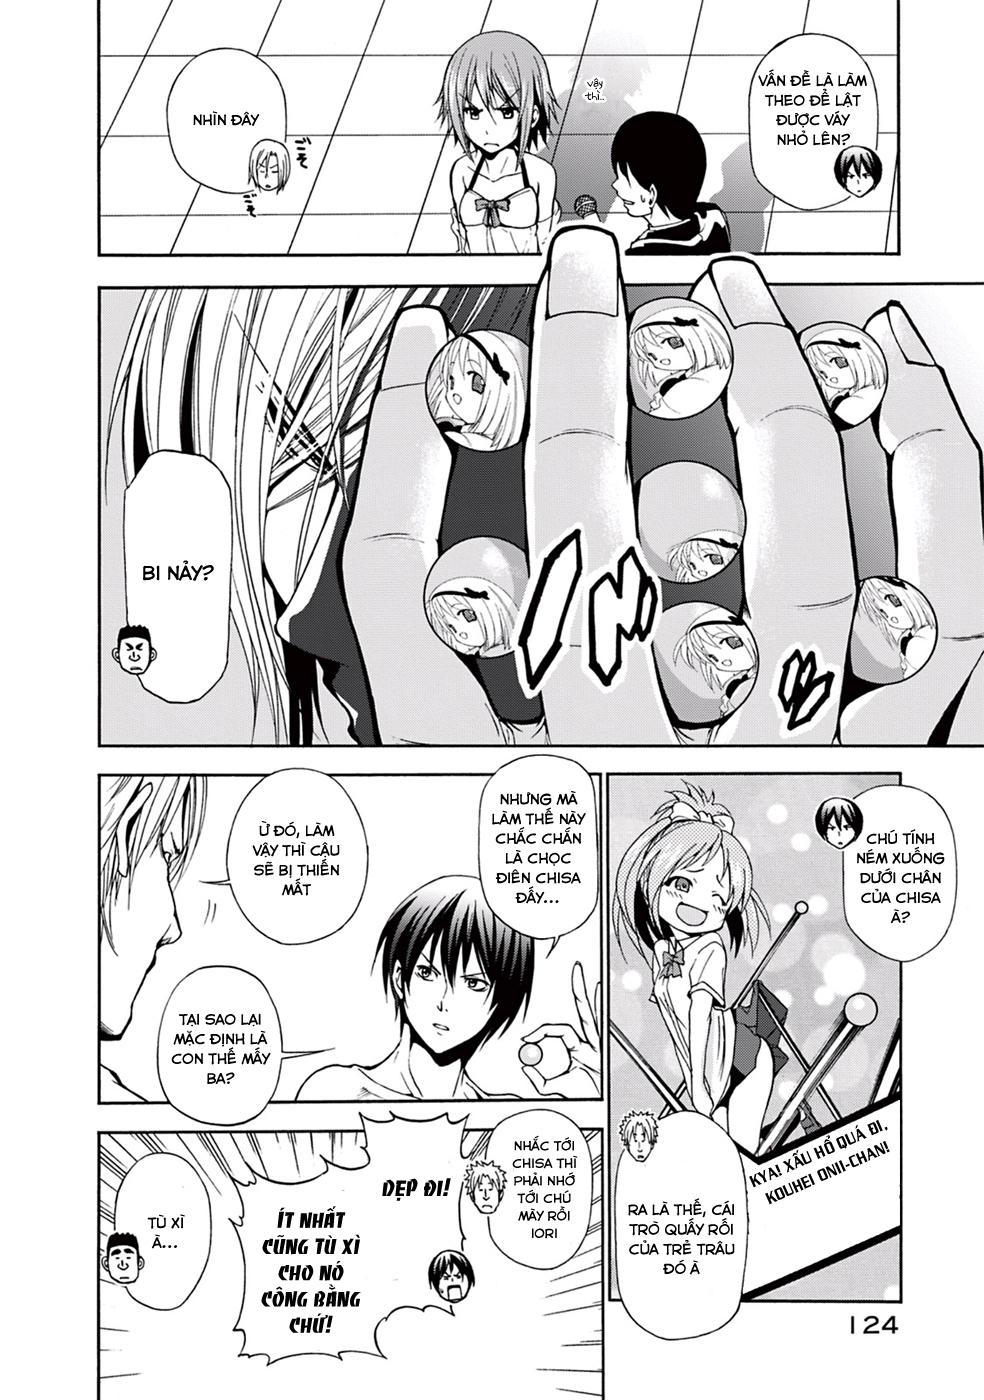 VẤN ĐỀ LÀ LÀM
THEO ĐỂ LẬT
ĐƯỢC VÁY
NHỎ LÊN?
vậy
thì..
NHÌN ĐÂY
ごそ
ごそ
BI NẢY?
CHÚ TÍNH
NÉM XUỐNG
DƯỚI CHÂN
CỦA CHISA
À?
KYA! XẤU HỔ QUÁ ĐI,
KOUHEI ONII-CHAN!
RA LÀ THẾ, CÁI
TRÒ QUẤY RỐI
CỦA TRẺ TRÂU
ĐÓ À
NHƯNG MÀ
LÀM THẾ NÀY
CHẮC CHẮN
LÀ CHỌC
ĐIÊN CHISA
ĐẤY...
Ừ ĐÓ, LÀM
VẬY THÌ CẬU
SẼ BỊ THIẾN
MẤT
TẠI SAO LẠI
MẶC ĐỊNH LÀ
CON THẾ MẤY
BA?
NHẮC TỚI
CHISA THÌ
PHẢI NHỚ
TỚI CHÚ
MÀY RỒI
IORI
DẸP ĐI!
ÍT NHẤT
CŨNG TÙ XÌ
CHO NÓ
CÔNG BẰNG
CHỨ!
TÙ XÌ
À...
124